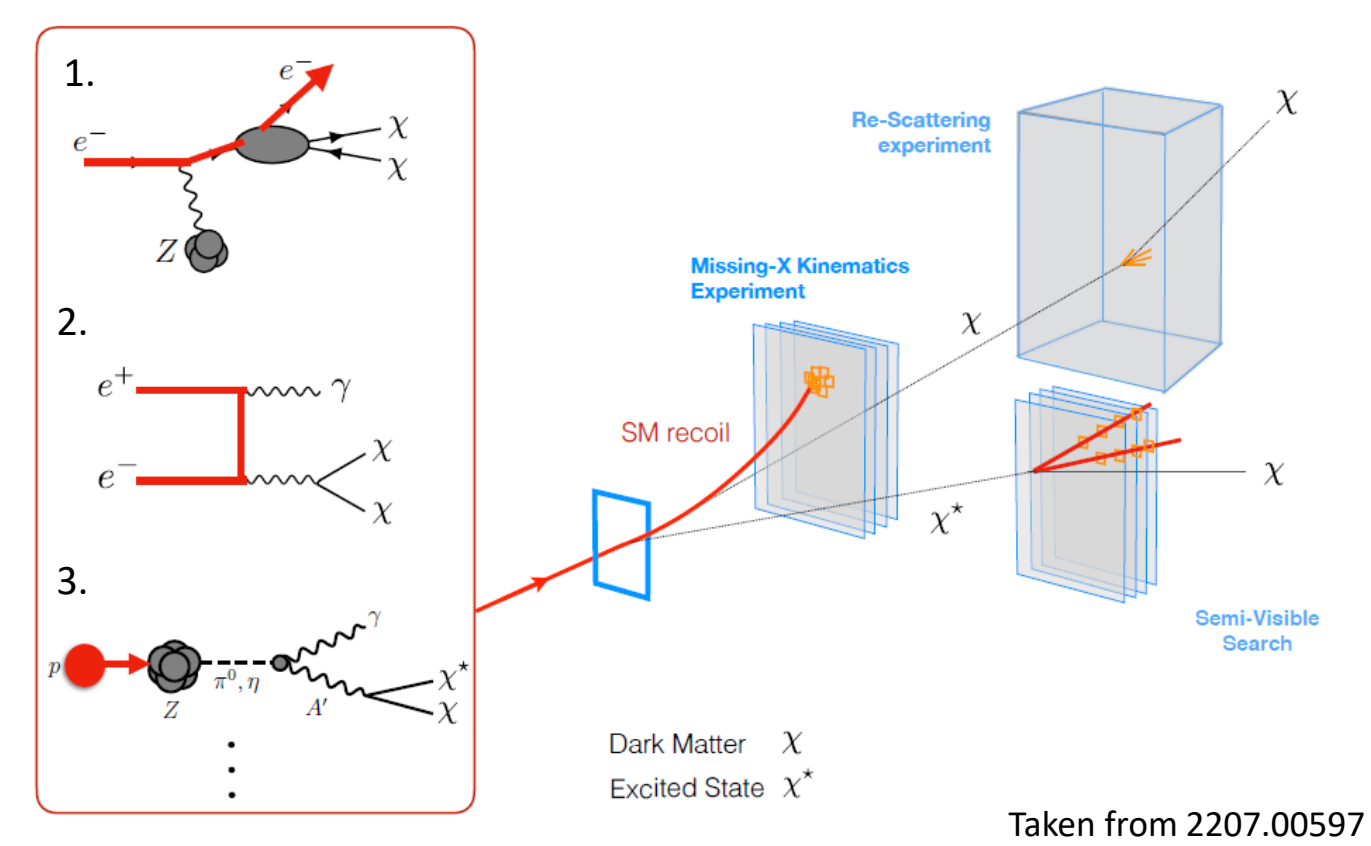 1.
e⁻
e⁻
χ
χ
Z
2.
e⁺
γ
e⁻
χ
χ
3.
p
Z
π⁰, η
A′
γ
χ*
χ
SM recoil
Missing-X Kinematics
Experiment
Re-Scattering
experiment
χ
χ
χ*
χ
Semi-Visible
Search
Dark Matter χ
Excited State χ*
Taken from 2207.00597